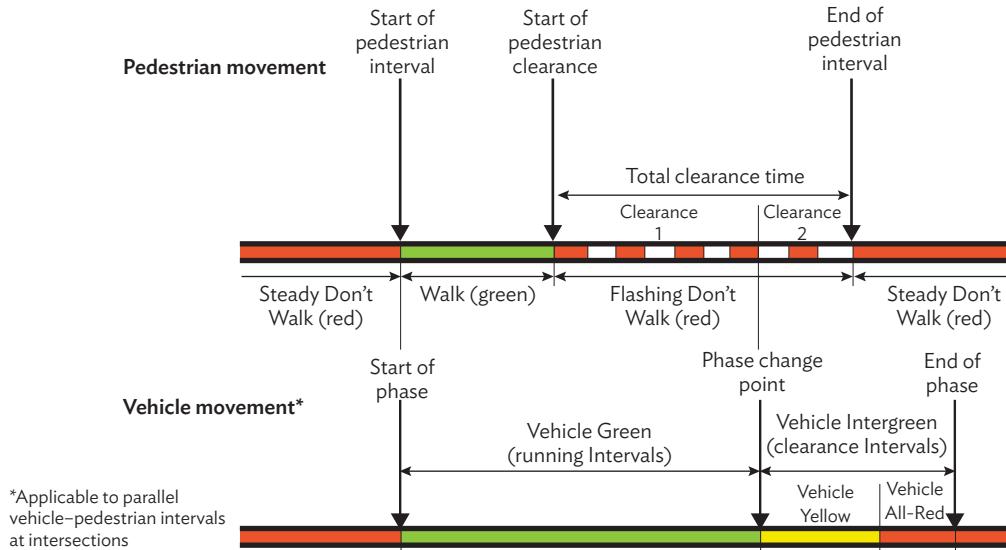 Start of
pedestrian
interval
Start of
pedestrian
clearance
End of
pedestrian
interval
Pedestrian movement
Total clearance time
Clearance
1
Clearance
2
Steady Don't
Walk (red)
Walk (green)
Flashing Don't
Walk (red)
Steady Don't
Walk (red)
Start of
phase
Phase change
point
End of
phase
Vehicle movement*
Vehicle Green
(running Intervals)
Vehicle Intergreen
(clearance Intervals)
Vehicle
Yellow
Vehicle
All-Red
*Applicable to parallel
vehicle–pedestrian intervals
at intersections